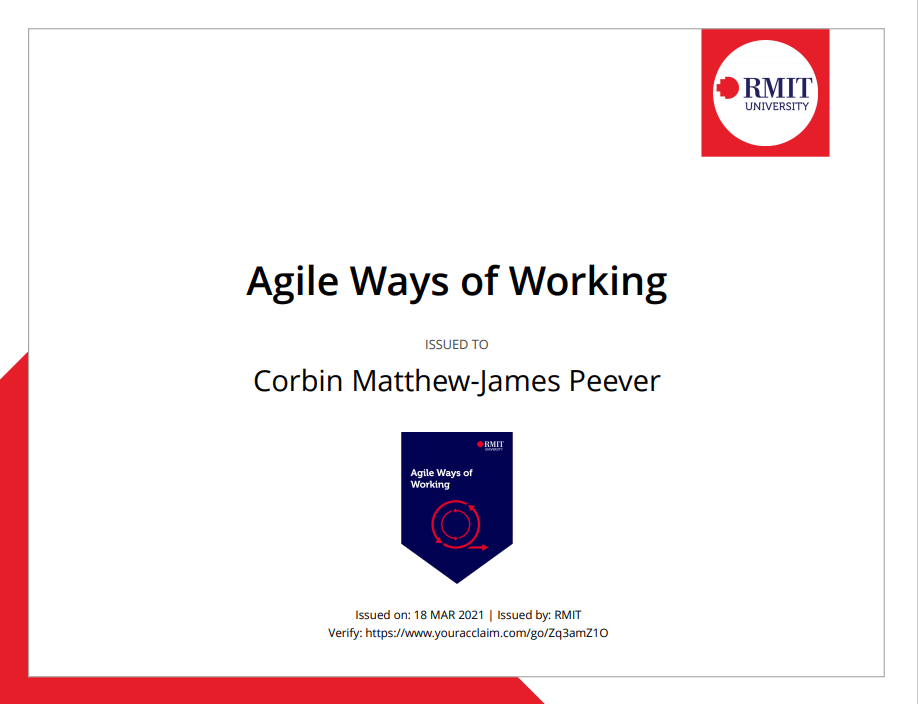 RMIT
UNIVERSITY
Agile Ways of Working
ISSUED TO
Corbin Matthew-James Peever
RMIT
UNIVERSITY
Agile Ways of
Working
Issued on: 18 MAR 2021 | Issued by: RMIT
Verify: https://www.youracclaim.com/go/Zq3amZ1O